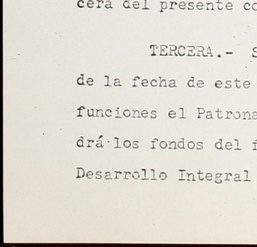 cera del presente co
TERCERA.- S
de la fecha de este
funciones el Patrona
drá los fondos del f
Desarrollo Integral